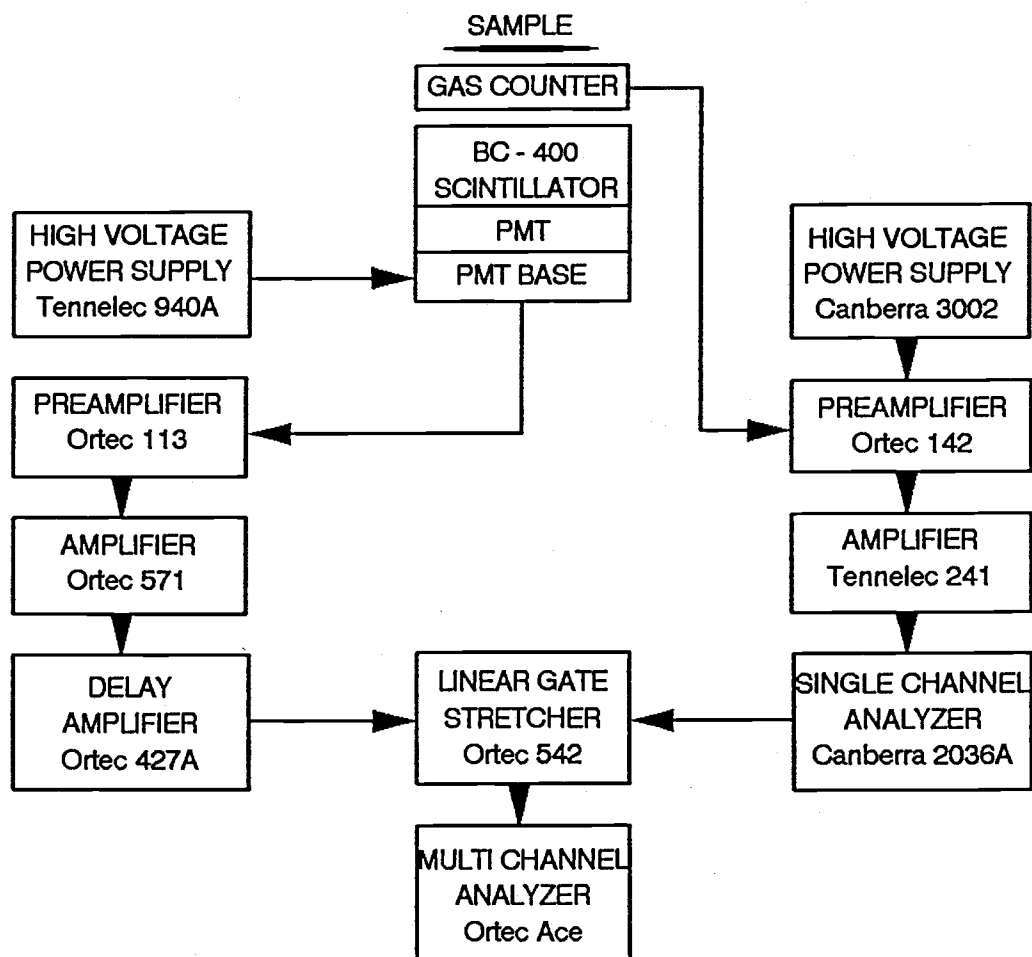 SAMPLE
GAS COUNTER
BC - 400
SCINTILLATOR
PMT
PMT BASE
HIGH VOLTAGE
POWER SUPPLY
Tennelec 940A
HIGH VOLTAGE
POWER SUPPLY
Canberra 3002
PREAMPLIFIER
Ortec 113
PREAMPLIFIER
Ortec 142
AMPLIFIER
Ortec 571
AMPLIFIER
Tennelec 241
DELAY
AMPLIFIER
Ortec 427A
LINEAR GATE
STRETCHER
Ortec 542
SINGLE CHANNEL
ANALYZER
Canberra 2036A
MULTI CHANNEL
ANALYZER
Ortec Ace